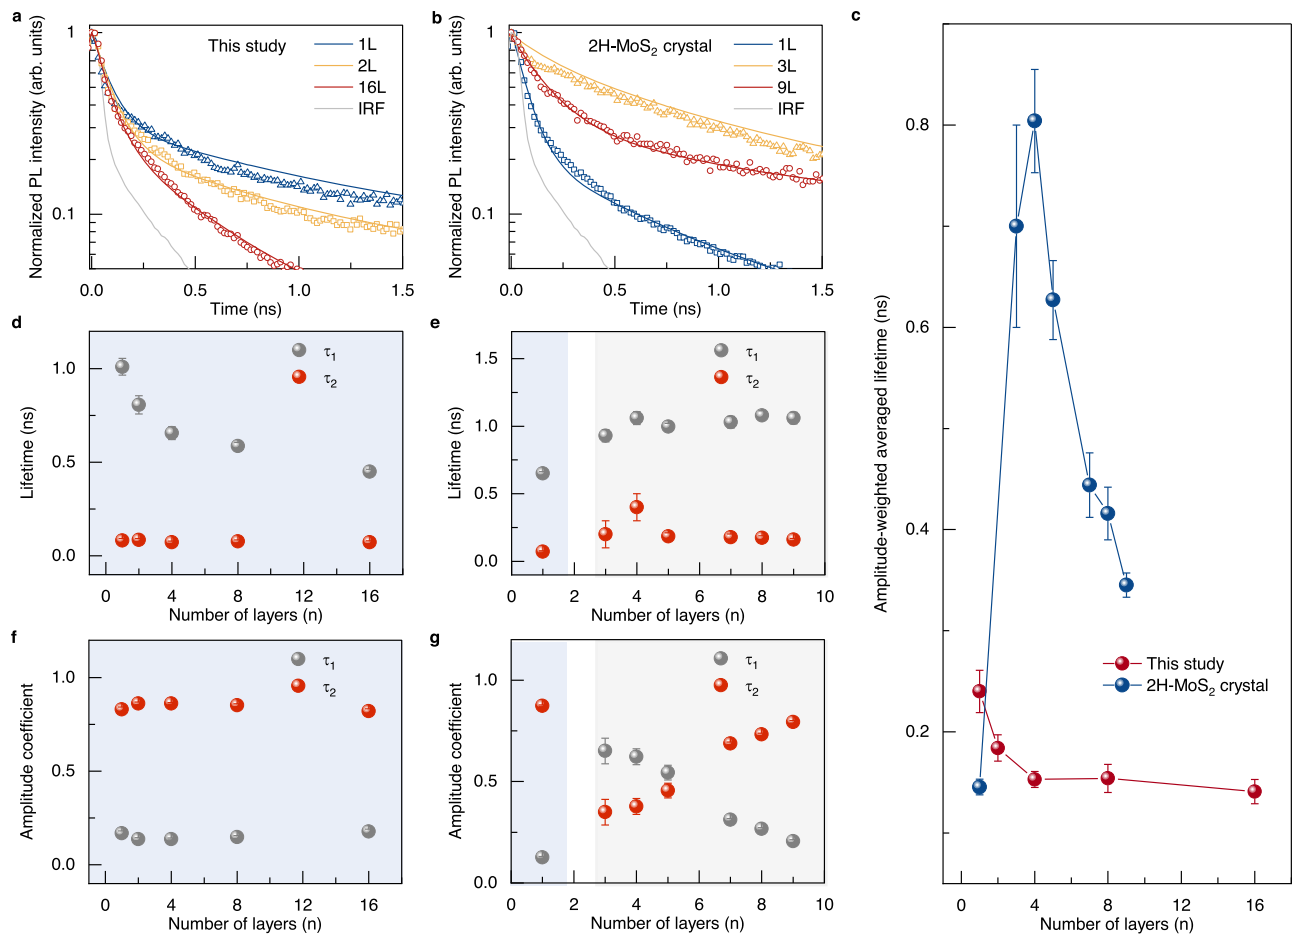 a
This study
1L
2L
16L
IRF
Normalized PL intensity (arb. units)
1
0.1
0.0
0.5
1.0
1.5
Time (ns)
b
2H-MoS₂ crystal
1L
3L
9L
IRF
Normalized PL intensity (arb. units)
1
0.1
0.0
0.5
1.0
1.5
Time (ns)
c
Amplitude-weighted averaged lifetime (ns)
0.8
0.6
0.4
0.2
This study
2H-MoS₂ crystal
0
4
8
12
16
Number of layers (n)
d
τ₁
τ₂
Lifetime (ns)
1.0
0.5
0.0
0
4
8
12
16
Number of layers (n)
e
τ₁
τ₂
Lifetime (ns)
1.5
1.0
0.5
0.0
0
2
4
6
8
10
Number of layers (n)
f
τ₁
τ₂
Amplitude coefficient
1.0
0.5
0.0
0
4
8
12
16
Number of layers (n)
g
τ₁
τ₂
Amplitude coefficient
1.0
0.5
0.0
0
2
4
6
8
10
Number of layers (n)